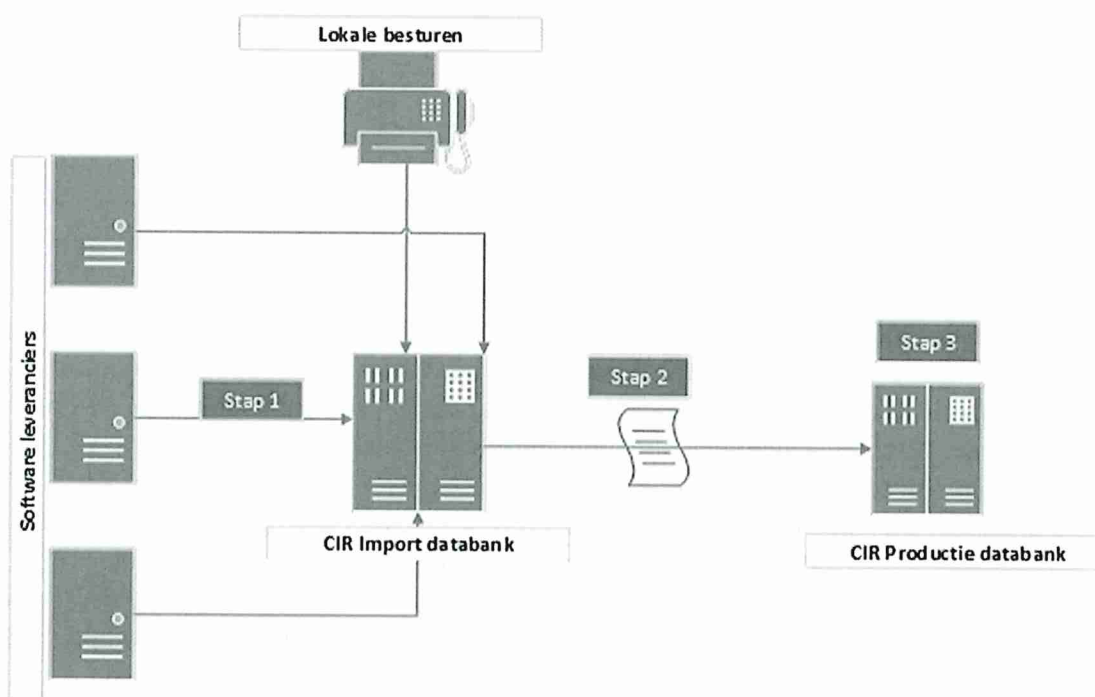 Lokale besturen
Software leveranciers
Stap 1
Stap 2
Stap 3
CIR Import databank
CIR Productie databank